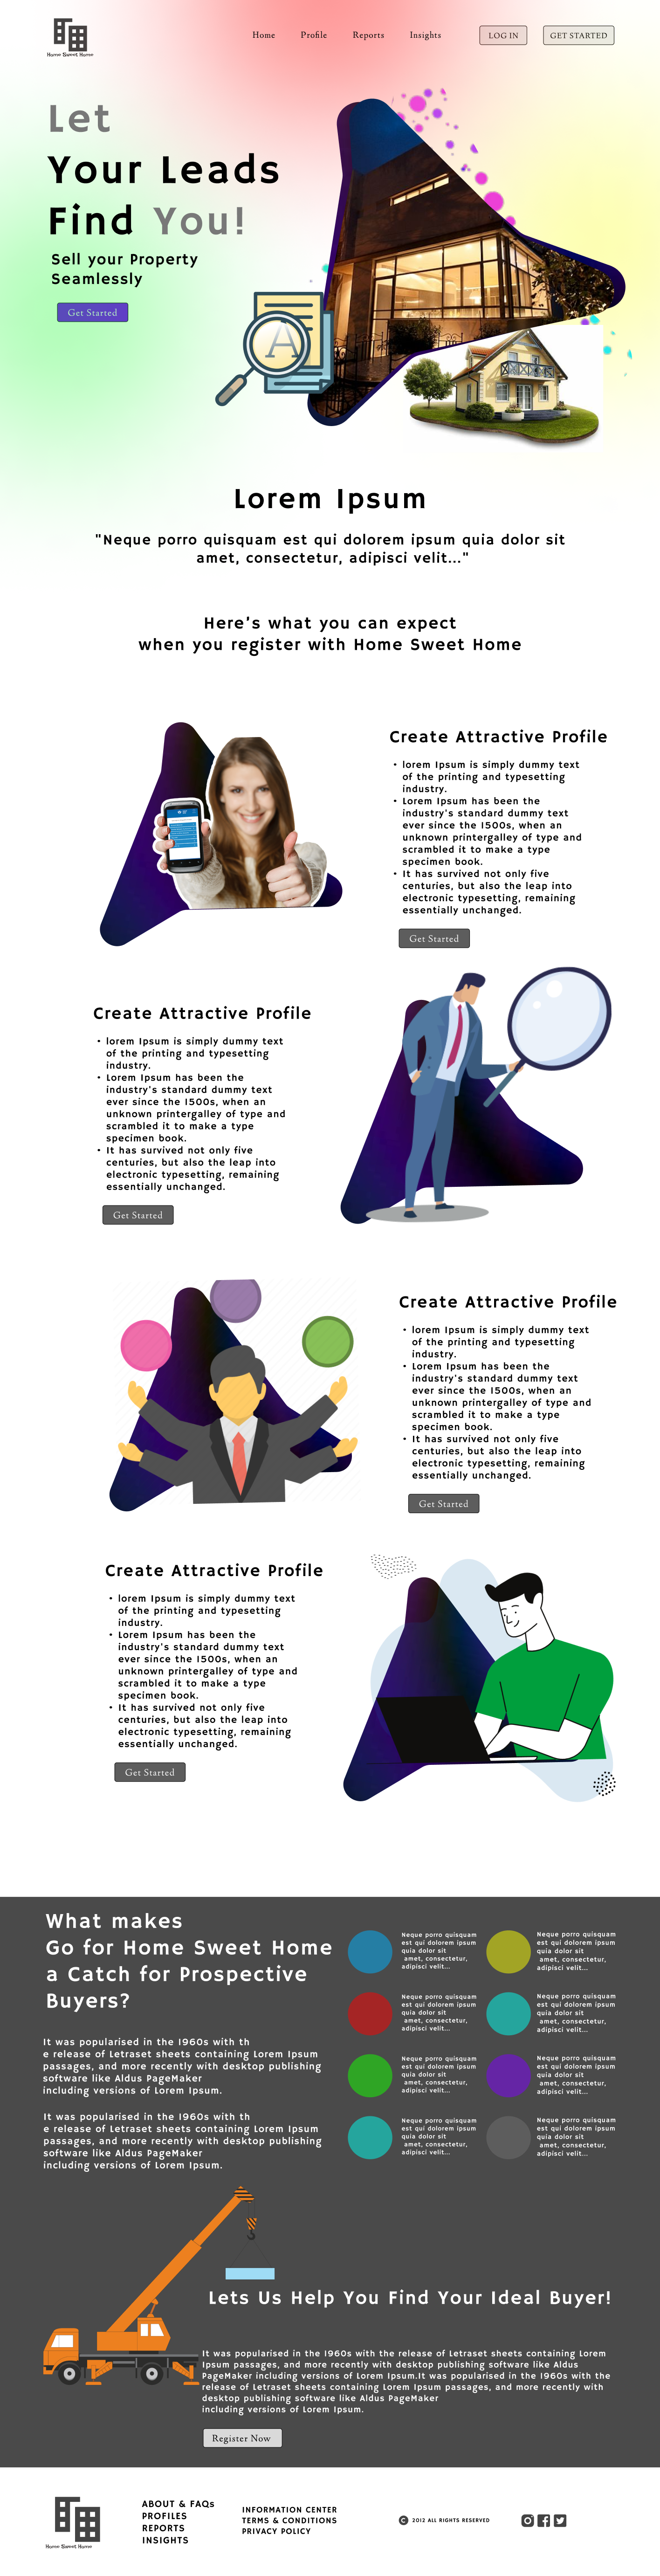 Home Sweet Home
Home Profile Reports Insights LOG IN GET STARTED
Let
Your Leads
Find You!
Sell your Property
Seamlessly
Get Started
A
Lorem Ipsum
"Neque porro quisquam est qui dolorem ipsum quia dolor sit
amet, consectetur, adipisci velit..."
Here's what you can expect
when you register with Home Sweet Home
Create Attractive Profile
• lorem Ipsum is simply dummy text
of the printing and typesetting
industry.
• Lorem Ipsum has been the
industry's standard dummy text
ever since the 1500s, when an
unknown printergalley of type and
scrambled it to make a type
specimen book.
• It has survived not only five
centuries, but also the leap into
electronic typesetting, remaining
essentially unchanged.
Get Started
Create Attractive Profile
• lorem Ipsum is simply dummy text
of the printing and typesetting
industry.
• Lorem Ipsum has been the
industry's standard dummy text
ever since the 1500s, when an
unknown printergalley of type and
scrambled it to make a type
specimen book.
• It has survived not only five
centuries, but also the leap into
electronic typesetting, remaining
essentially unchanged.
Get Started
Create Attractive Profile
• lorem Ipsum is simply dummy text
of the printing and typesetting
industry.
• Lorem Ipsum has been the
industry's standard dummy text
ever since the 1500s, when an
unknown printergalley of type and
scrambled it to make a type
specimen book.
• It has survived not only five
centuries, but also the leap into
electronic typesetting, remaining
essentially unchanged.
Get Started
Create Attractive Profile
• lorem Ipsum is simply dummy text
of the printing and typesetting
industry.
• Lorem Ipsum has been the
industry's standard dummy text
ever since the 1500s, when an
unknown printergalley of type and
scrambled it to make a type
specimen book.
• It has survived not only five
centuries, but also the leap into
electronic typesetting, remaining
essentially unchanged.
Get Started
What makes
Go for Home Sweet Home
a Catch for Prospective
Buyers?
It was popularised in the 1960s with th
e release of Letraset sheets containing Lorem Ipsum
passages, and more recently with desktop publishing
software like Aldus PageMaker
including versions of Lorem Ipsum.
It was popularised in the 1960s with th
e release of Letraset sheets containing Lorem Ipsum
passages, and more recently with desktop publishing
software like Aldus PageMaker
including versions of Lorem Ipsum.
Neque porro quisquam
est qui dolorem ipsum
quia dolor sit
amet, consectetur,
adipisci velit...
Neque porro quisquam
est qui dolorem ipsum
quia dolor sit
amet, consectetur,
adipisci velit...
Neque porro quisquam
est qui dolorem ipsum
quia dolor sit
amet, consectetur,
adipisci velit...
Neque porro quisquam
est qui dolorem ipsum
quia dolor sit
amet, consectetur,
adipisci velit...
Neque porro quisquam
est qui dolorem ipsum
quia dolor sit
amet, consectetur,
adipisci velit...
Neque porro quisquam
est qui dolorem ipsum
quia dolor sit
amet, consectetur,
adipisci velit...
Neque porro quisquam
est qui dolorem ipsum
quia dolor sit
amet, consectetur,
adipisci velit...
Neque porro quisquam
est qui dolorem ipsum
quia dolor sit
amet, consectetur,
adipisci velit...
Lets Us Help You Find Your Ideal Buyer!
It was popularised in the 1960s with the release of Letraset sheets containing Lorem
Ipsum passages, and more recently with desktop publishing software like Aldus
PageMaker including versions of Lorem Ipsum.It was popularised in the 1960s with the
release of Letraset sheets containing Lorem Ipsum passages, and more recently with
desktop publishing software like Aldus PageMaker
including versions of Lorem Ipsum.
Register Now
Home Sweet Home
ABOUT & FAQs
PROFILES
REPORTS
INSIGHTS
INFORMATION CENTER
TERMS & CONDITIONS
PRIVACY POLICY
© 2012 ALL RIGHTS RESERVED